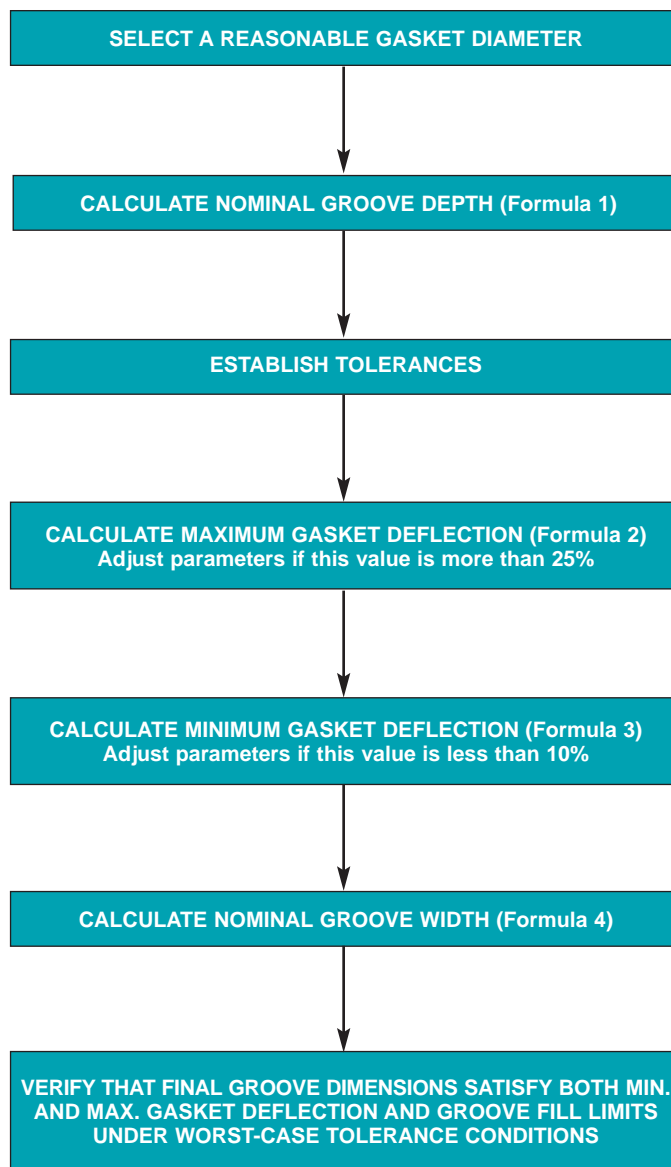 SELECT A REASONABLE GASKET DIAMETER
CALCULATE NOMINAL GROOVE DEPTH (Formula 1)
ESTABLISH TOLERANCES
CALCULATE MAXIMUM GASKET DEFLECTION (Formula 2)
Adjust parameters if this value is more than 25%
CALCULATE MINIMUM GASKET DEFLECTION (Formula 3)
Adjust parameters if this value is less than 10%
CALCULATE NOMINAL GROOVE WIDTH (Formula 4)
VERIFY THAT FINAL GROOVE DIMENSIONS SATISFY BOTH MIN.
AND MAX. GASKET DEFLECTION AND GROOVE FILL LIMITS
UNDER WORST-CASE TOLERANCE CONDITIONS